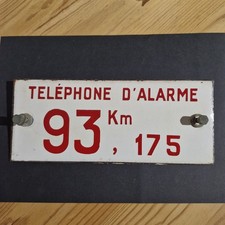 TELÉPHONE D'ALARME
93 Km , 175